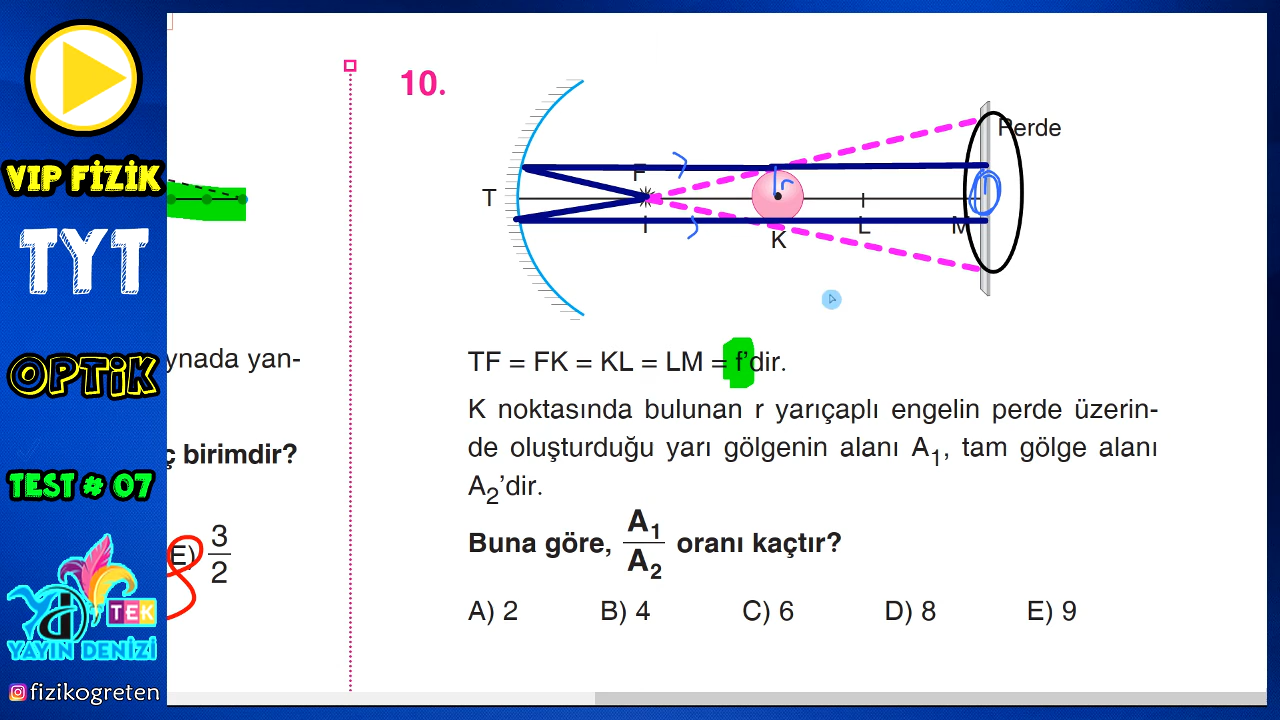 VIP FİZİK
TYT
OPTİK
TEST # 07
TEK
YAYIN DENİZİ
fizikogreten
ynada yan-
ç birimdir?
E) 3/2
10.
Perde
F
T
r
K
L
M
TF = FK = KL = LM = f'dir.
K noktasında bulunan r yarıçaplı engelin perde üzerin-
de oluşturduğu yarı gölgenin alanı A₁, tam gölge alanı
A₂'dir.
Buna göre, A₁/A₂ oranı kaçtır?
A) 2 B) 4 C) 6 D) 8 E) 9